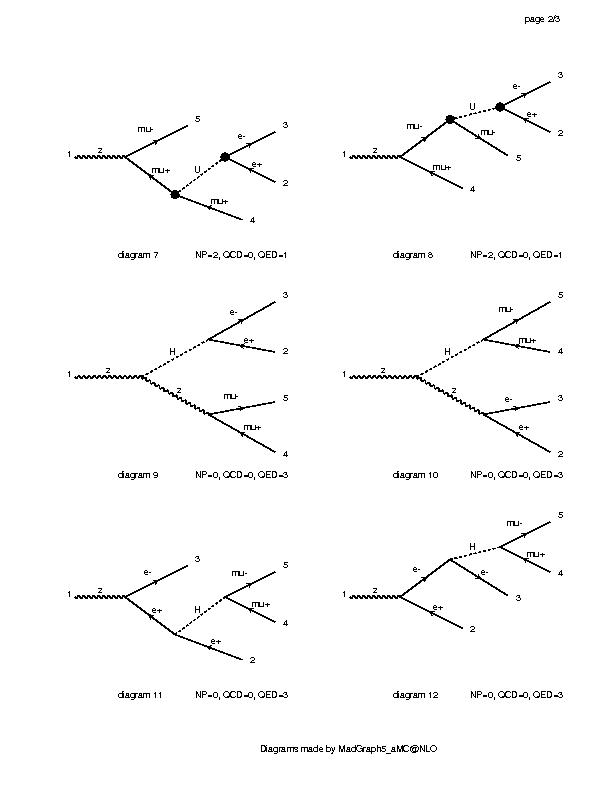 page 2/3
1 z mu- 5 mu+ U e- 3 e+ 2 mu+ 4
diagram 7 NP=2, QCD=0, QED=1
1 z mu- U e- 3 e+ 2 mu- 5 mu+ 4
diagram 8 NP=2, QCD=0, QED=1
1 z H e- 3 e+ 2 z mu- 5 mu+ 4
diagram 9 NP=0, QCD=0, QED=3
1 z H mu- 5 mu+ 4 z e- 3 e+ 2
diagram 10 NP=0, QCD=0, QED=3
1 z e- 3 e+ H mu- 5 mu+ 4 e+ 2
diagram 11 NP=0, QCD=0, QED=3
1 z e- H mu- 5 mu+ 4 e- 3 e+ 2
diagram 12 NP=0, QCD=0, QED=3
Diagrams made by MadGraph5_aMC@NLO